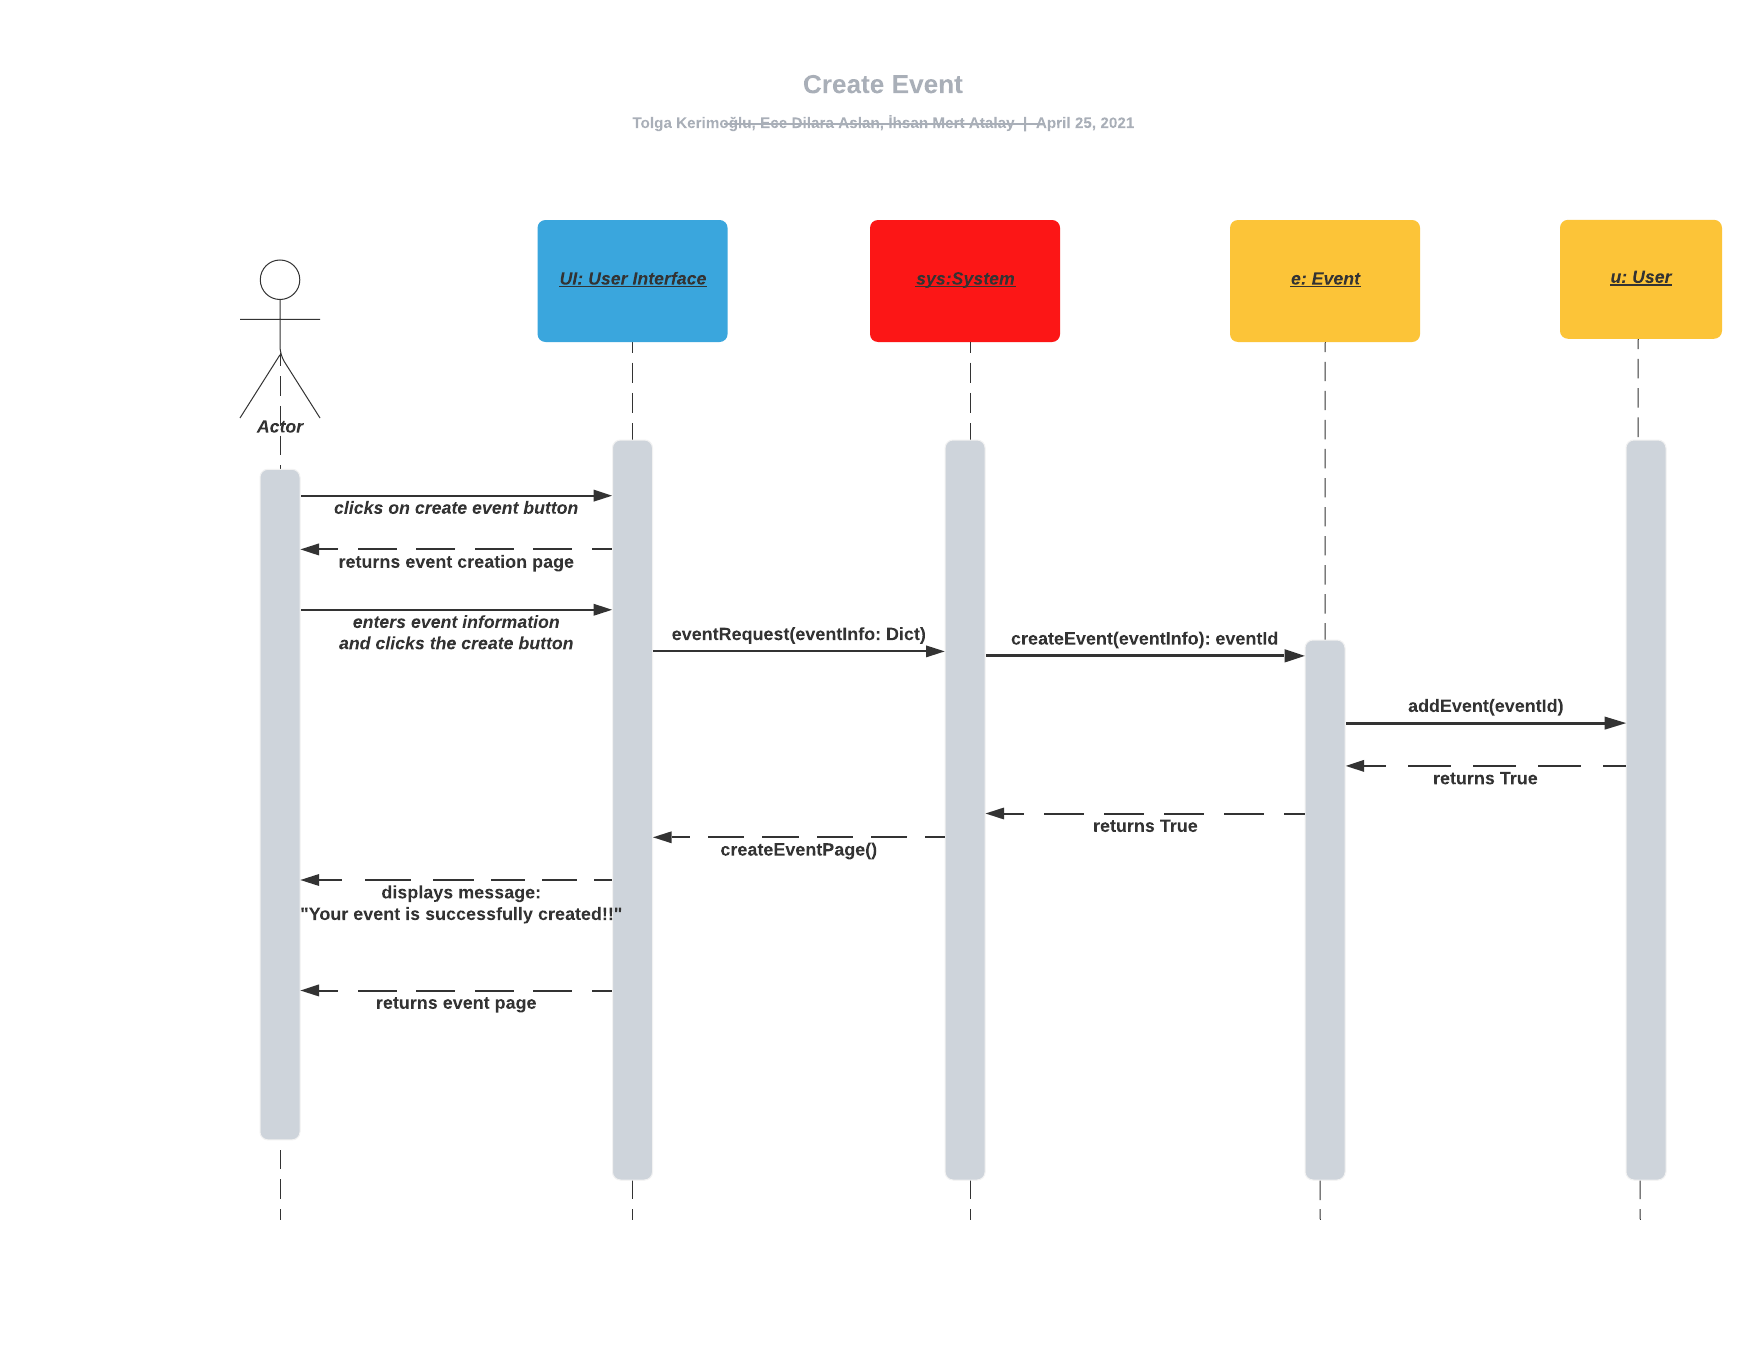 Create Event
Tolga Kerimoğlu, Ece Dilara Aslan, İhsan Mert Atalay | April 25, 2021
UI: User Interface
sys:System
e: Event
u: User
Actor
clicks on create event button
returns event creation page
enters event information
and clicks the create button
eventRequest(eventInfo: Dict)
createEvent(eventInfo): eventId
addEvent(eventId)
returns True
returns True
createEventPage()
displays message:
"Your event is successfully created!!"
returns event page